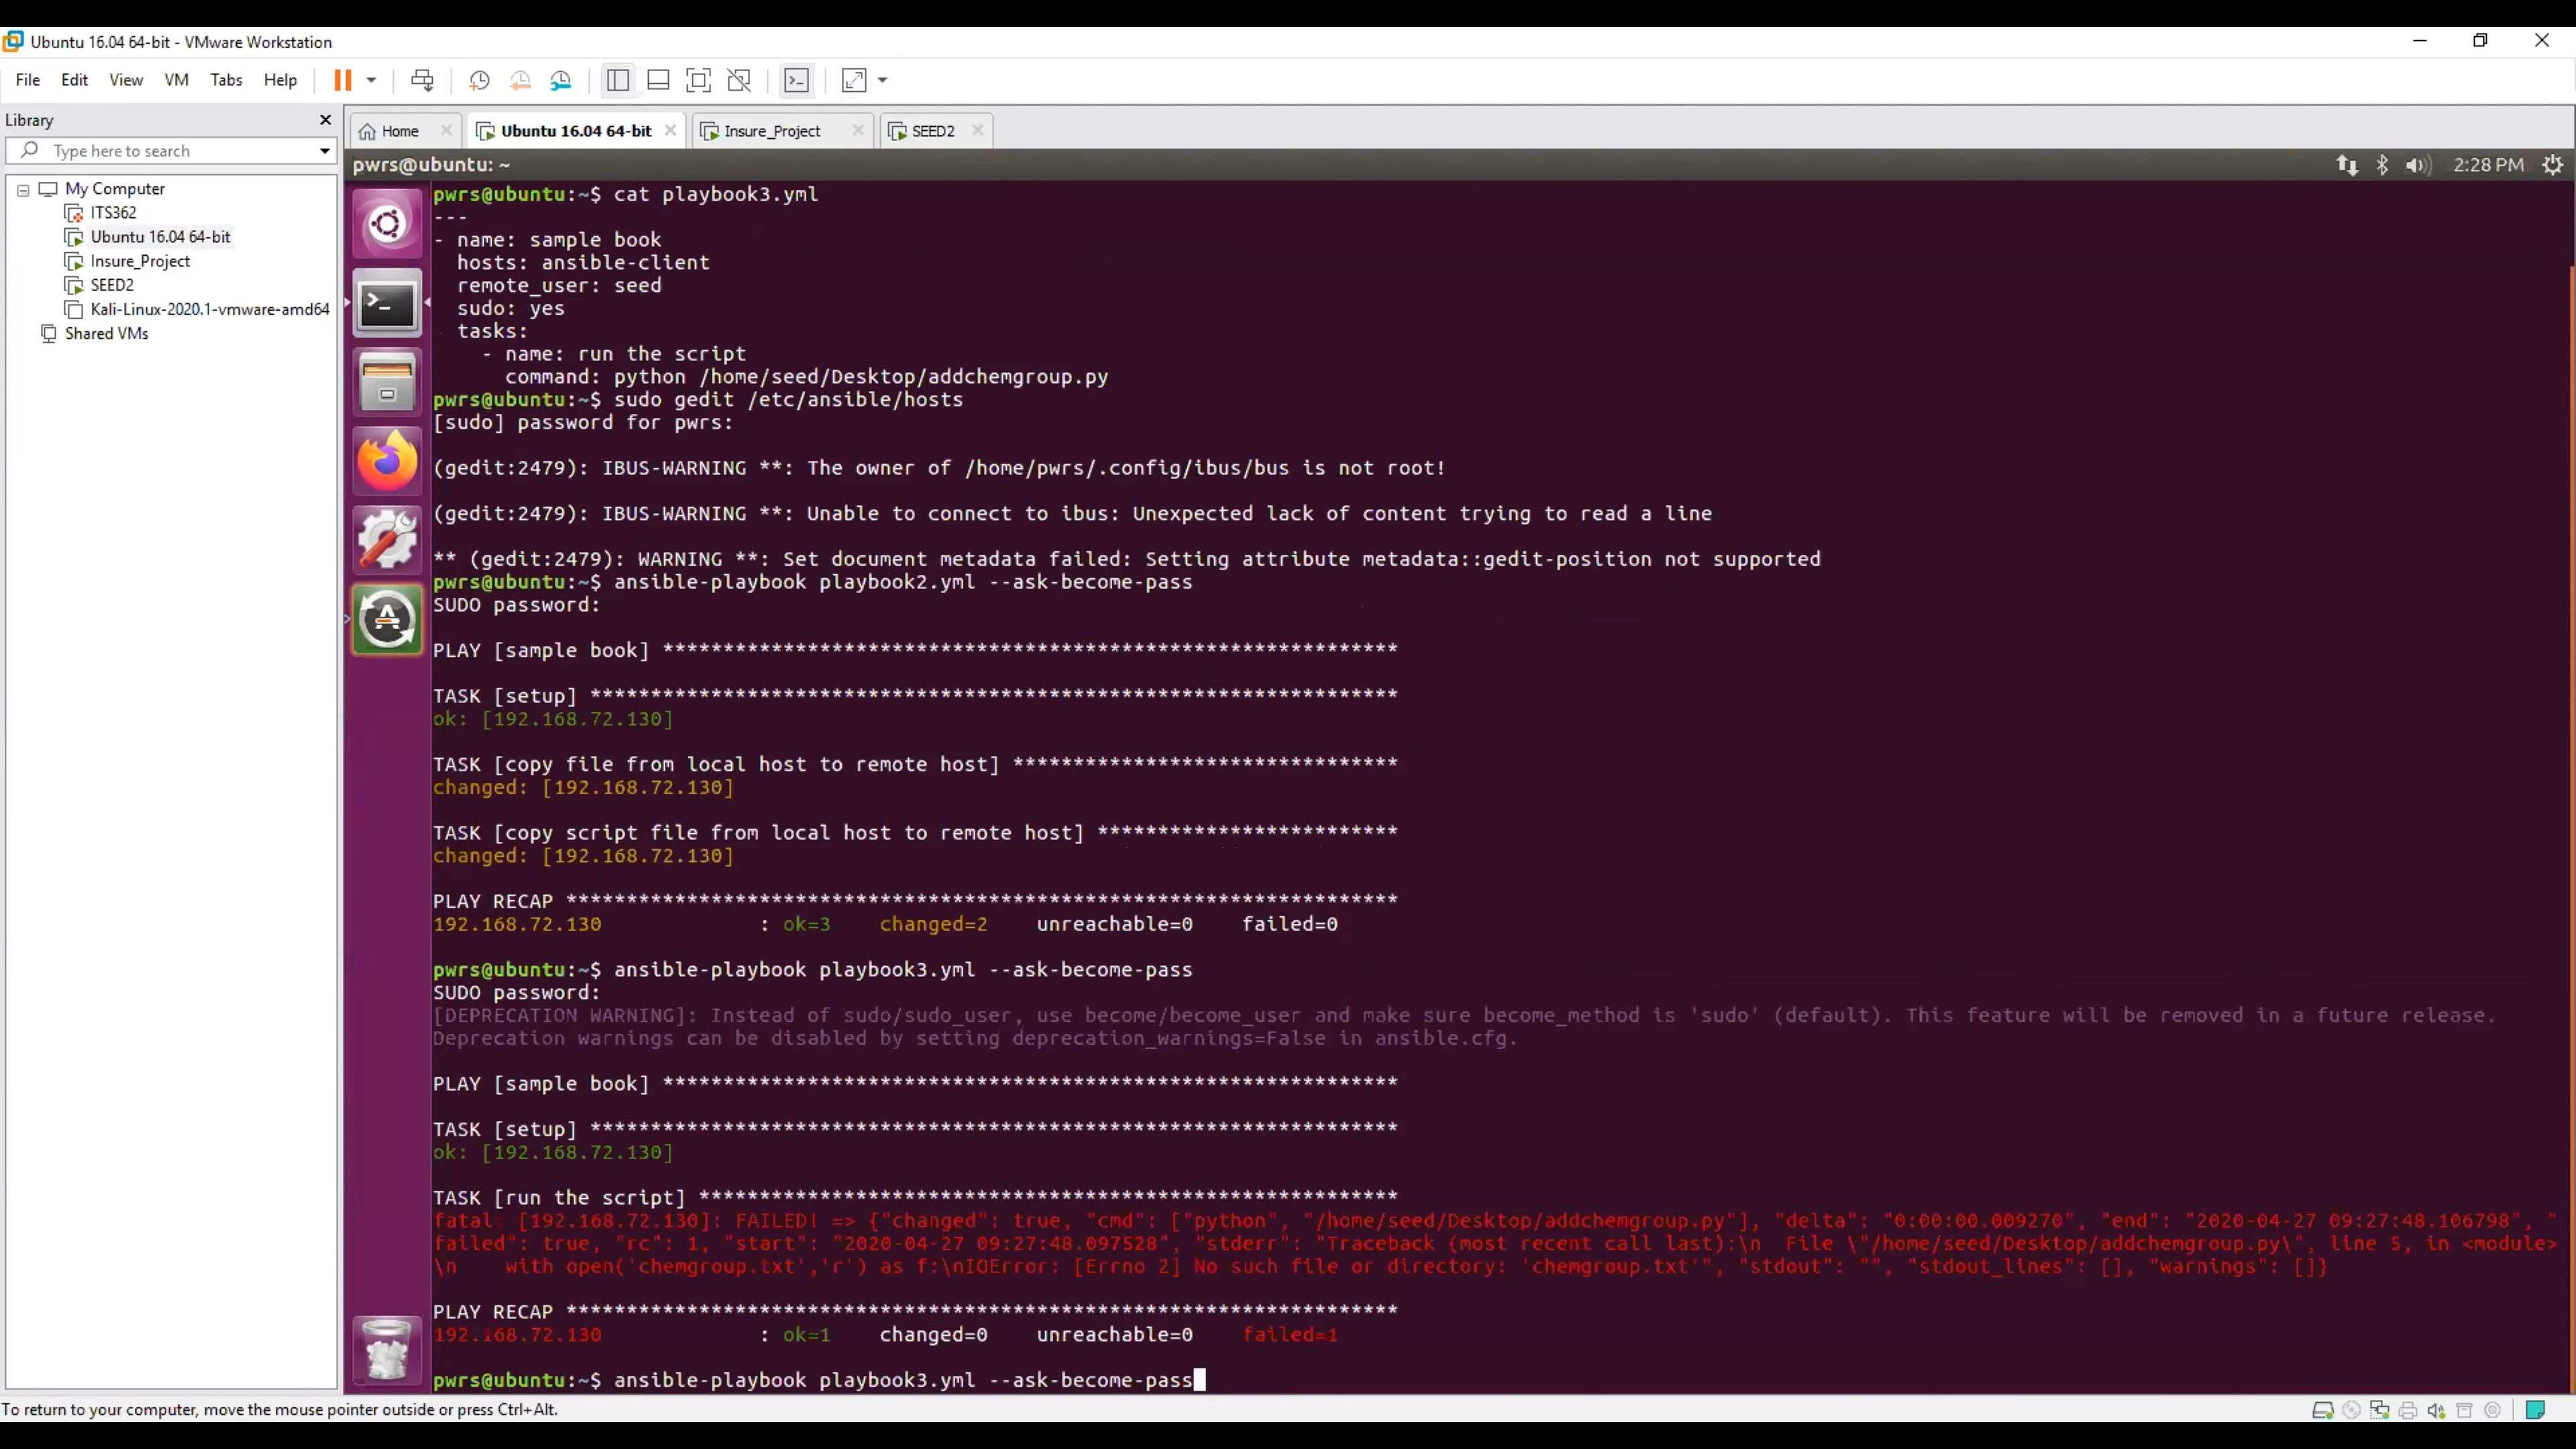 Ubuntu 16.04 64-bit - VMware Workstation
File Edit View VM Tabs Help
Library
Type here to search
My Computer
ITS362
Ubuntu 16.04 64-bit
Insure_Project
SEED2
Kali-Linux-2020.1-vmware-amd64
Shared VMs
Home Ubuntu 16.04 64-bit Insure_Project SEED2
pwrs@ubuntu: ~ 2:28 PM
pwrs@ubuntu:~$ cat playbook3.yml
---
- name: sample book
  hosts: ansible-client
  remote_user: seed
  sudo: yes
  tasks:
    - name: run the script
      command: python /home/seed/Desktop/addchemgroup.py
pwrs@ubuntu:~$ sudo gedit /etc/ansible/hosts
[sudo] password for pwrs:
(gedit:2479): IBUS-WARNING **: The owner of /home/pwrs/.config/ibus/bus is not root!
(gedit:2479): IBUS-WARNING **: Unable to connect to ibus: Unexpected lack of content trying to read a line
** (gedit:2479): WARNING **: Set document metadata failed: Setting attribute metadata::gedit-position not supported
pwrs@ubuntu:~$ ansible-playbook playbook2.yml --ask-become-pass
SUDO password:
PLAY [sample book] *************************************************************
TASK [setup] *******************************************************************
ok: [192.168.72.130]
TASK [copy file from local host to remote host] ********************************
changed: [192.168.72.130]
TASK [copy script file from local host to remote host] *************************
changed: [192.168.72.130]
PLAY RECAP *********************************************************************
192.168.72.130             : ok=3    changed=2    unreachable=0    failed=0
pwrs@ubuntu:~$ ansible-playbook playbook3.yml --ask-become-pass
SUDO password:
[DEPRECATION WARNING]: Instead of sudo/sudo_user, use become/become_user and make sure become_method is 'sudo' (default). This feature will be removed in a future release.
Deprecation warnings can be disabled by setting deprecation_warnings=False in ansible.cfg.
PLAY [sample book] *************************************************************
TASK [setup] *******************************************************************
ok: [192.168.72.130]
TASK [run the script] **********************************************************
fatal: [192.168.72.130]: FAILED! => {"changed": true, "cmd": ["python", "/home/seed/Desktop/addchemgroup.py"], "delta": "0:00:00.009270", "end": "2020-04-27 09:27:48.106798", "
failed": true, "rc": 1, "start": "2020-04-27 09:27:48.097528", "stderr": "Traceback (most recent call last):\n  File \"/home/seed/Desktop/addchemgroup.py\", line 5, in <module>
\n    with open('chemgroup.txt','r') as f:\nIOError: [Errno 2] No such file or directory: 'chemgroup.txt'", "stdout": "", "stdout_lines": [], "warnings": []}
PLAY RECAP *********************************************************************
192.168.72.130             : ok=1    changed=0    unreachable=0    failed=1
pwrs@ubuntu:~$ ansible-playbook playbook3.yml --ask-become-pass
To return to your computer, move the mouse pointer outside or press Ctrl+Alt.